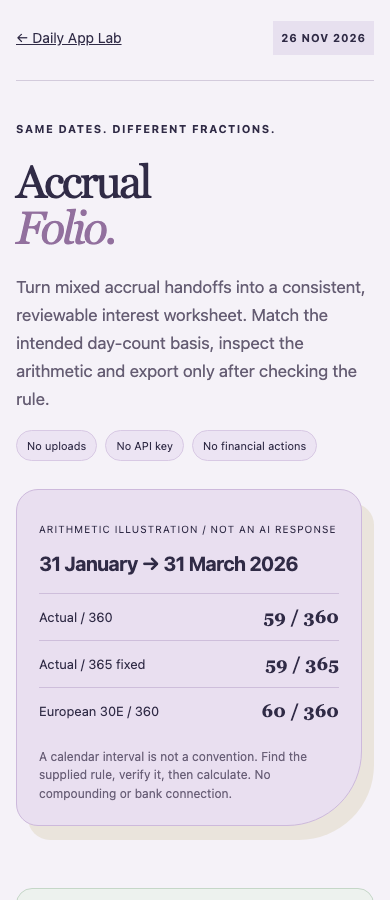 ← Daily App Lab
26 NOV 2026
SAME DATES. DIFFERENT FRACTIONS.
Accrual
Folio.
Turn mixed accrual handoffs into a consistent,
reviewable interest worksheet. Match the
intended day-count basis, inspect the
arithmetic and export only after checking the
rule.
No uploads
No API key
No financial actions
ARITHMETIC ILLUSTRATION / NOT AN AI RESPONSE
31 January → 31 March 2026
Actual / 360
59 / 360
Actual / 365 fixed
59 / 365
European 30E / 360
60 / 360
A calendar interval is not a convention. Find the
supplied rule, verify it, then calculate. No
compounding or bank connection.